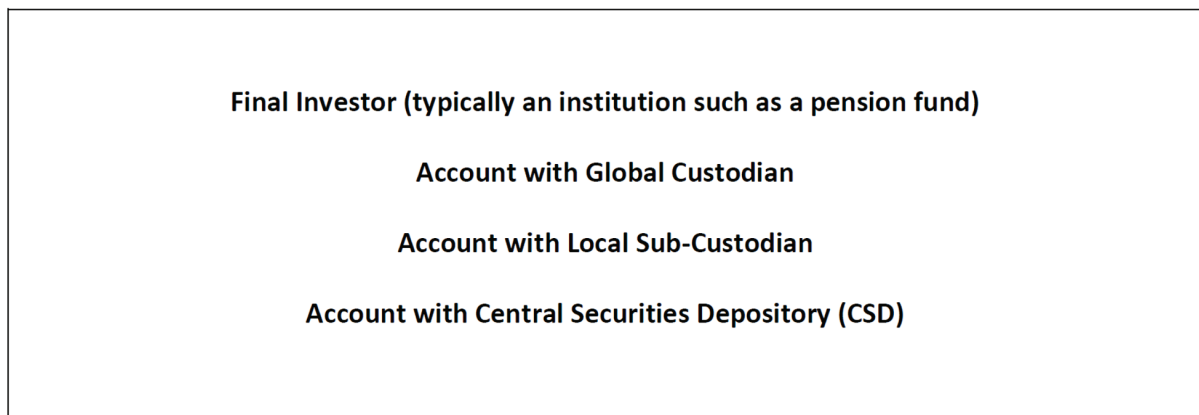 Final Investor (typically an institution such as a pension fund)
Account with Global Custodian
Account with Local Sub-Custodian
Account with Central Securities Depository (CSD)